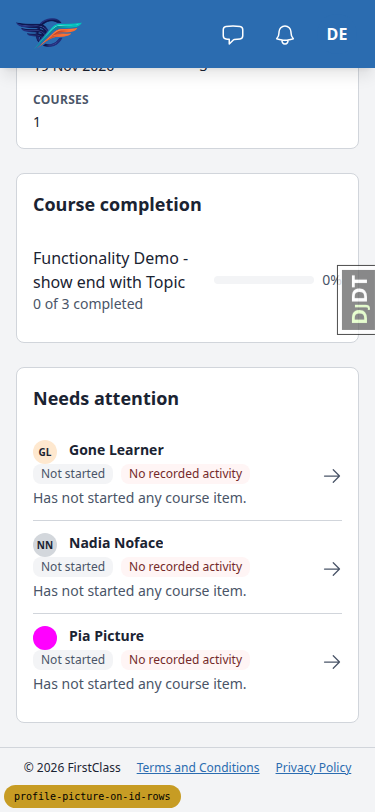 DE
COURSES
1
Course completion
Functionality Demo -
show end with Topic
0%
0 of 3 completed
DjDT
Needs attention
GL Gone Learner
Not started No recorded activity
Has not started any course item.
NN Nadia Noface
Not started No recorded activity
Has not started any course item.
Pia Picture
Not started No recorded activity
Has not started any course item.
© 2026 FirstClass Terms and Conditions Privacy Policy
profile-picture-on-id-rows